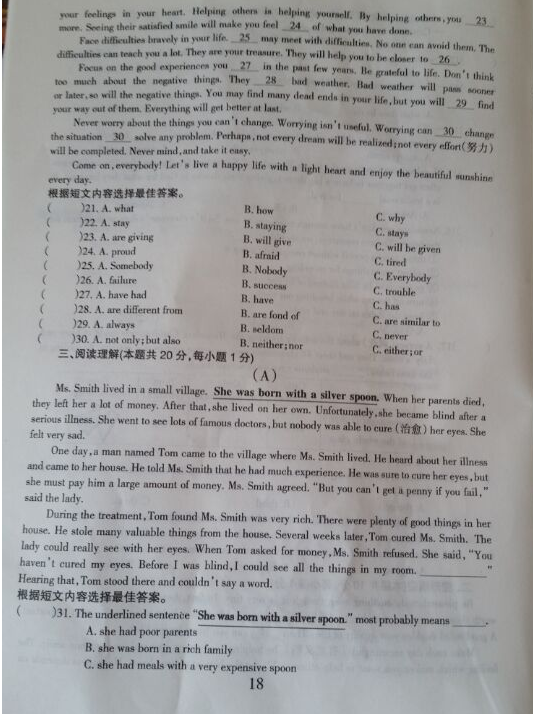 your feelings in your heart. Helping others is helping yourself. By helping others, you 23
more. Seeing their satisfied smile will make you feel 24 of what you have done.
Face difficulties bravely in your life. 25 may meet with difficulties. No one can avoid them. The
difficulties can teach you a lot. They are your treasure. They will help you to be closer to 26 .
Focus on the good experiences you 27 in the past few years. Be grateful to life. Don't think
too much about the negative things. They 28 bad weather. Bad weather will pass sooner
or later, so will the negative things. You may find many dead ends in your life, but you will 29 find
your way out of them. Everything will get better at last.
Never worry about the things you can't change. Worrying isn't useful. Worrying can 30 change
the situation 30 solve any problem. Perhaps, not every dream will be realized; not every effort(努力)
will be completed. Never mind, and take it easy.
Come on, everybody! Let's live a happy life with a light heart and enjoy the beautiful sunshine
every day.
根据短文内容选择最佳答案。
( )21. A. what B. how C. why
( )22. A. stay B. staying C. stays
( )23. A. are giving B. will give C. will be given
( )24. A. proud B. afraid C. tired
( )25. A. Somebody B. Nobody C. Everybody
( )26. A. failure B. success C. trouble
( )27. A. have had B. have C. has
( )28. A. are different from B. are fond of C. are similar to
( )29. A. always B. seldom C. never
( )30. A. not only; but also B. neither; nor C. either; or
三、阅读理解(本题共 20 分,每小题 1 分)
(A)
Ms. Smith lived in a small village. She was born with a silver spoon. When her parents died,
they left her a lot of money. After that, she lived on her own. Unfortunately, she became blind after a
serious illness. She went to see lots of famous doctors, but nobody was able to cure (治愈) her eyes. She
felt very sad.
One day, a man named Tom came to the village where Ms. Smith lived. He heard about her illness
and came to her house. He told Ms. Smith that he had much experience. He was sure to cure her eyes, but
she must pay him a large amount of money. Ms. Smith agreed. "But you can't get a penny if you fail,"
said the lady.
During the treatment, Tom found Ms. Smith was very rich. There were plenty of good things in her
house. He stole many valuable things from the house. Several weeks later, Tom cured Ms. Smith. The
lady could really see with her eyes. When Tom asked for money, Ms. Smith refused. She said, "You
haven't cured my eyes. Before I was blind, I could see all the things in my room. __________"
Hearing that, Tom stood there and couldn't say a word.
根据短文内容选择最佳答案。
( )31. The underlined sentence "She was born with a silver spoon." most probably means _____.
A. she had poor parents
B. she was born in a rich family
C. she had meals with a very expensive spoon
18